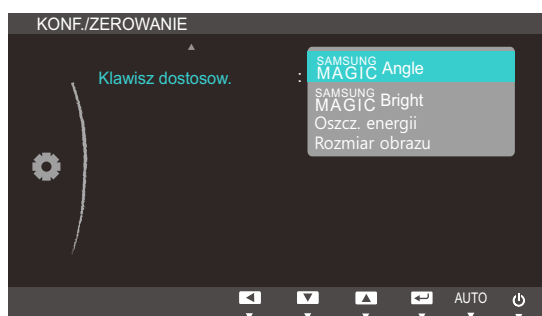 KONF./ZEROWANIE
Klawisz dostosow. : SAMSUNG MAGIC Angle
SAMSUNG MAGIC Bright
Oszcz. energii
Rozmiar obrazu
AUTO